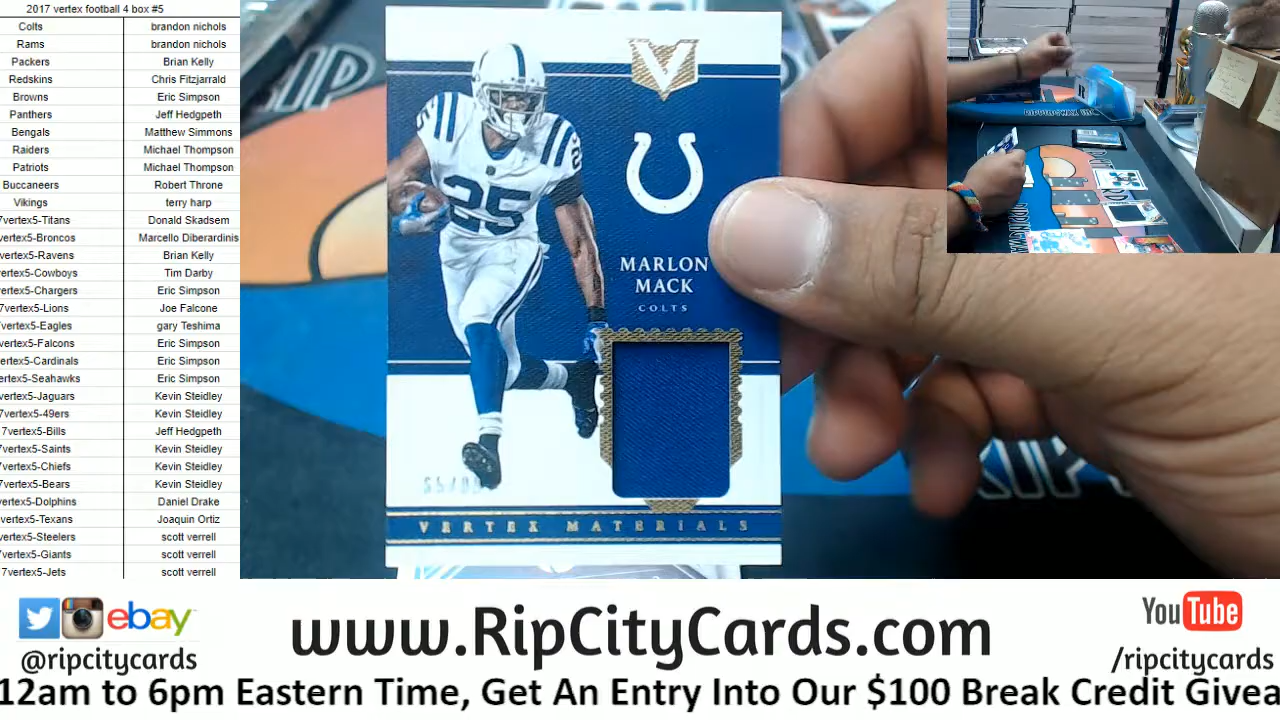 2017 vertex football 4 box #5
Colts brandon nichols
Rams brandon nichols
Packers Brian Kelly
Redskins Chris Fitzjarrald
Browns Eric Simpson
Panthers Jeff Hedgpeth
Bengals Matthew Simmons
Raiders Michael Thompson
Patriots Michael Thompson
Buccaneers Robert Throne
Vikings terry harp
7vertex5-Titans Donald Skadsem
vertex5-Broncos Marcello Diberardinis
vertex5-Ravens Brian Kelly
vertex5-Cowboys Tim Darby
vertex5-Chargers Eric Simpson
7vertex5-Lions Joe Falcone
7vertex5-Eagles gary Teshima
vertex5-Falcons Eric Simpson
vertex5-Cardinals Eric Simpson
ertex5-Seahawks Eric Simpson
vertex5-Jaguars Kevin Steidley
7vertex5-49ers Kevin Steidley
7vertex5-Bills Jeff Hedgpeth
vertex5-Saints Kevin Steidley
vertex5-Chiefs Kevin Steidley
7vertex5-Bears Kevin Steidley
vertex5-Dolphins Daniel Drake
vertex5-Texans Joaquin Ortiz
vertex5-Steelers scott verrell
7vertex5-Giants scott verrell
7vertex5-Jets scott verrell
RIP
V
25
25
MARLON
MACK
COLTS
VERTEX MATERIALS
RIP
ebay
@ripcitycards
www.RipCityCards.com
YouTube
/ripcitycards
12am to 6pm Eastern Time, Get An Entry Into Our $100 Break Credit Givea